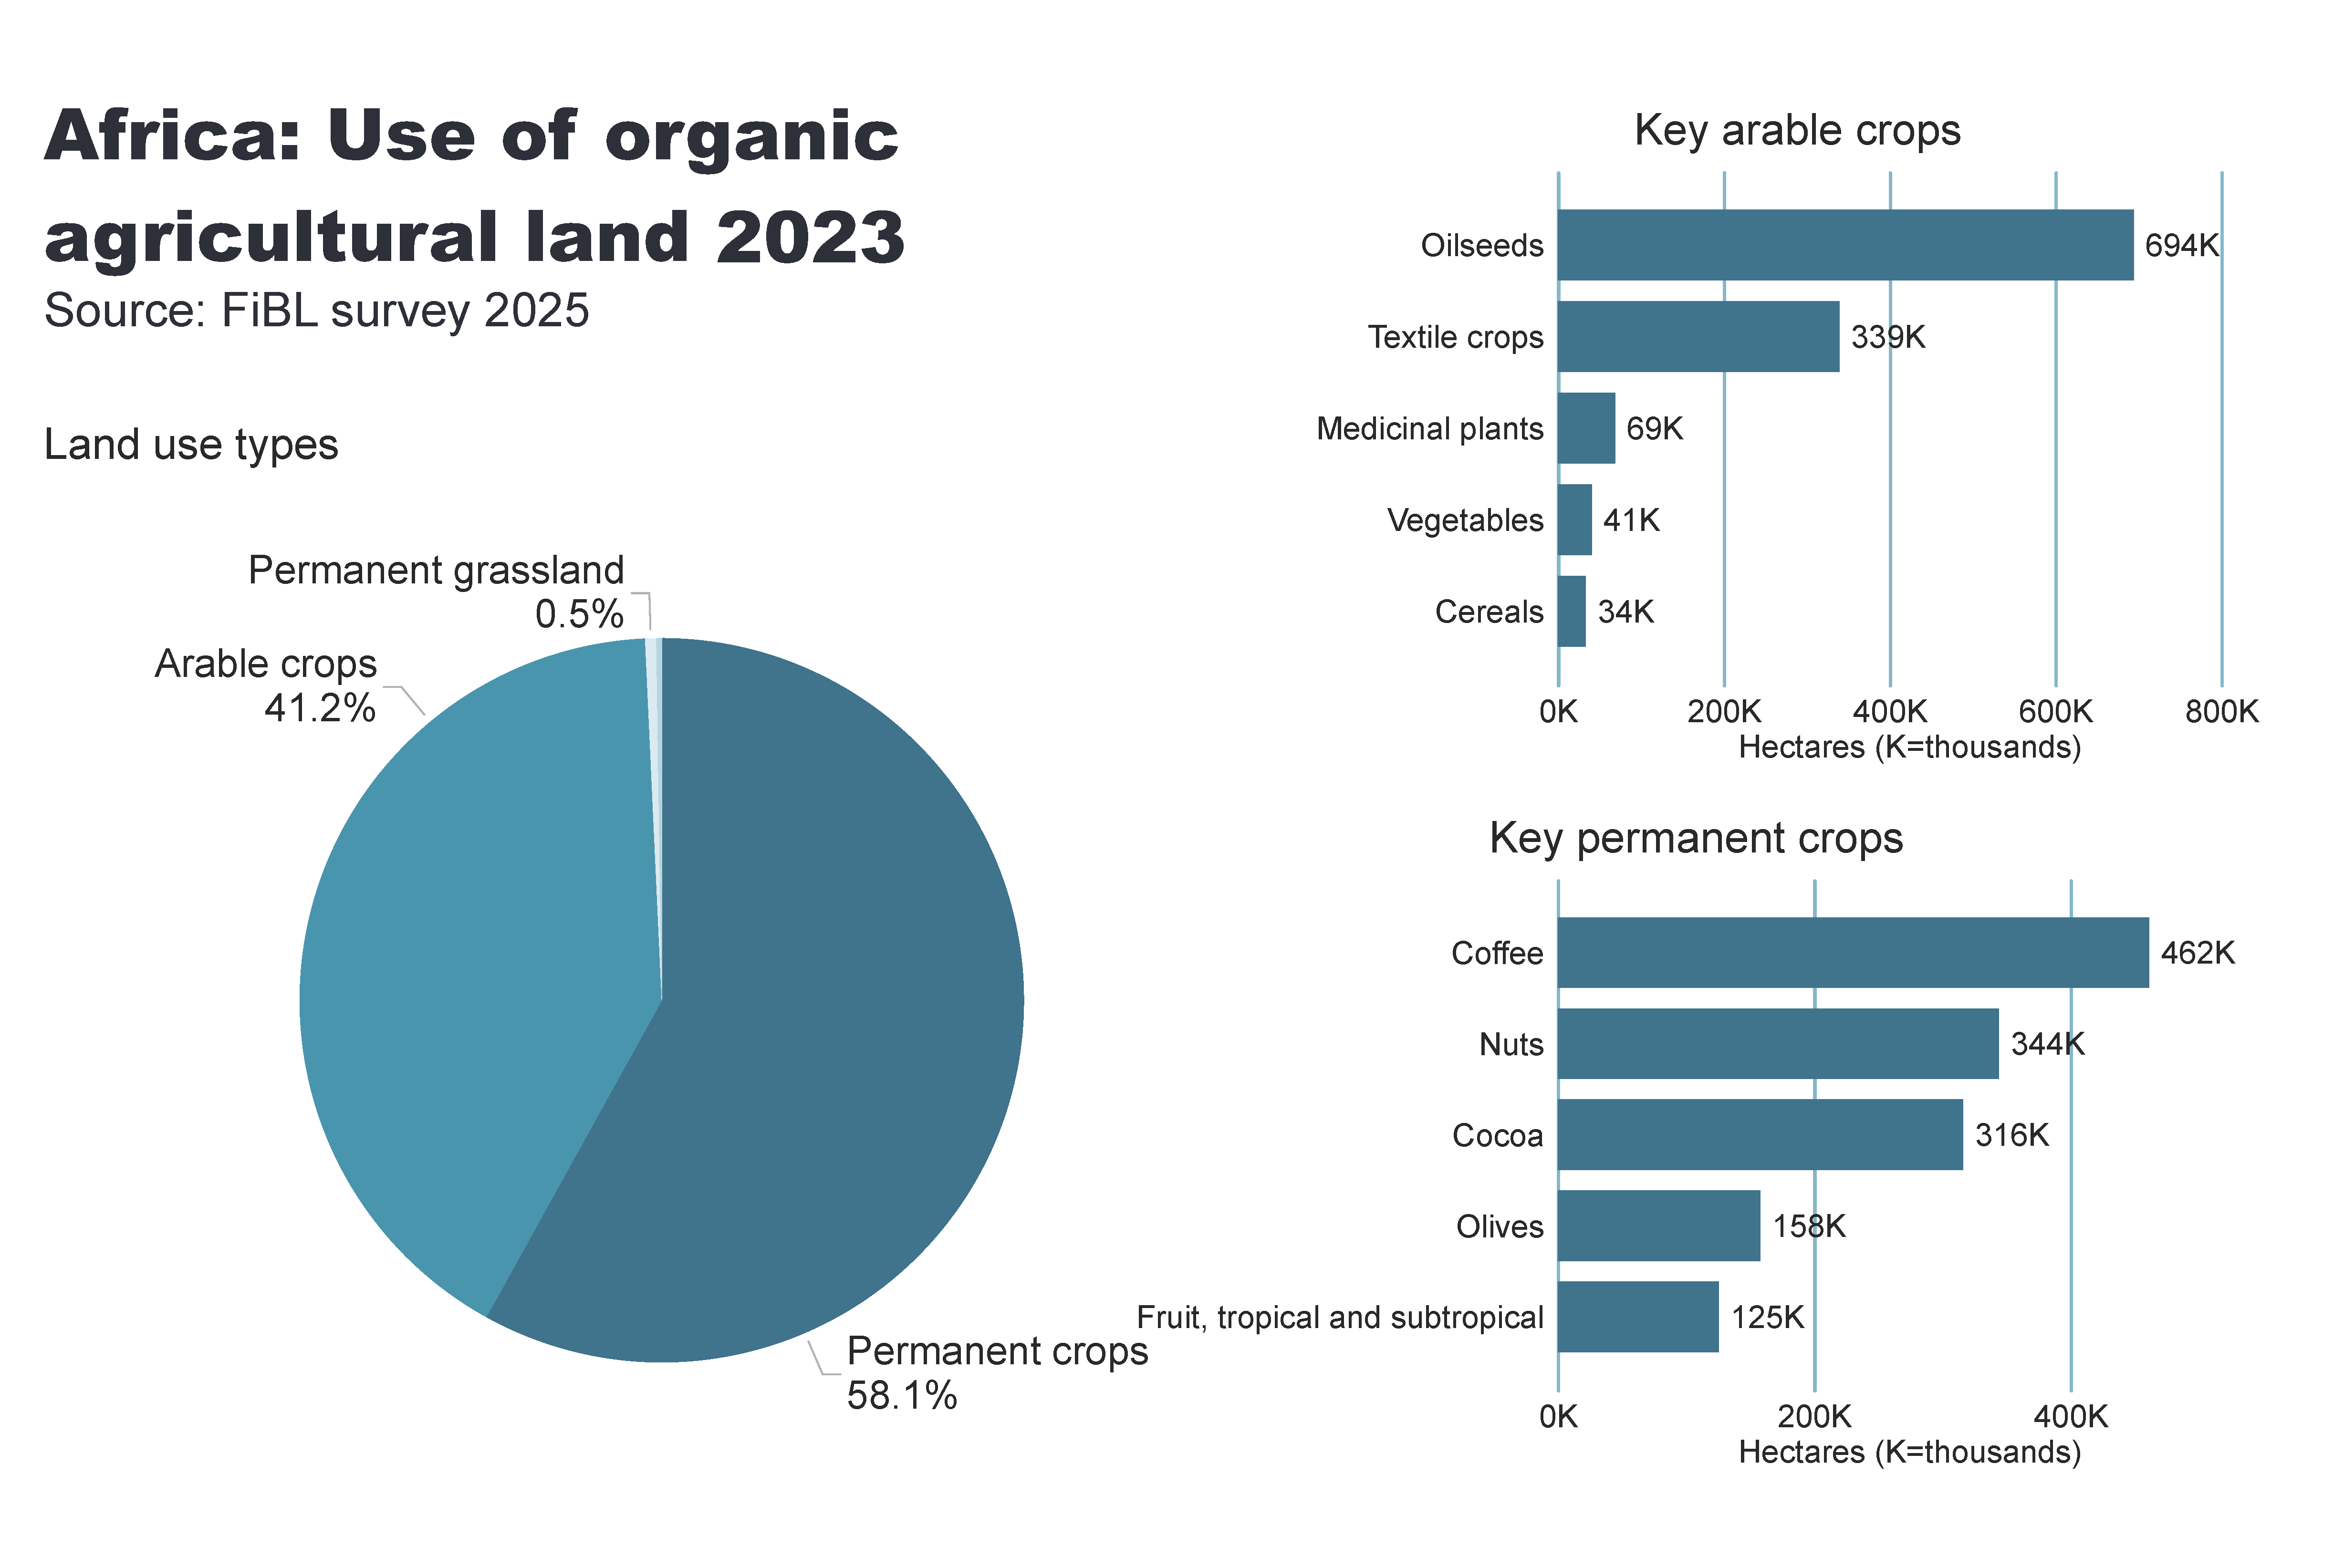 Africa: Use of organic
agricultural land 2023
Source: FiBL survey 2025
Land use types
Permanent grassland
0.5%
Arable crops
41.2%
Permanent crops
58.1%
Key arable crops
Oilseeds 694K
Textile crops 339K
Medicinal plants 69K
Vegetables 41K
Cereals 34K
0K 200K 400K 600K 800K
Hectares (K=thousands)
Key permanent crops
Coffee 462K
Nuts 344K
Cocoa 316K
Olives 158K
Fruit, tropical and subtropical 125K
0K 200K 400K
Hectares (K=thousands)